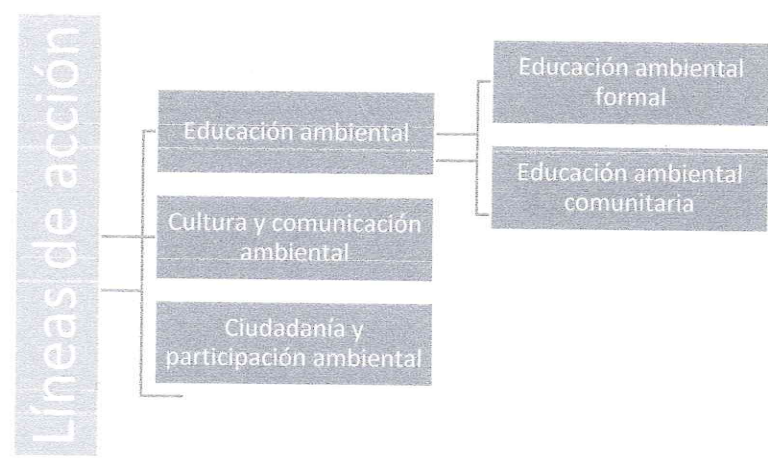 Líneas de acción
Educación ambiental
Cultura y comunicación
ambiental
Ciudadanía y
participación ambiental
Educación ambiental
formal
Educación ambiental
comunitaria